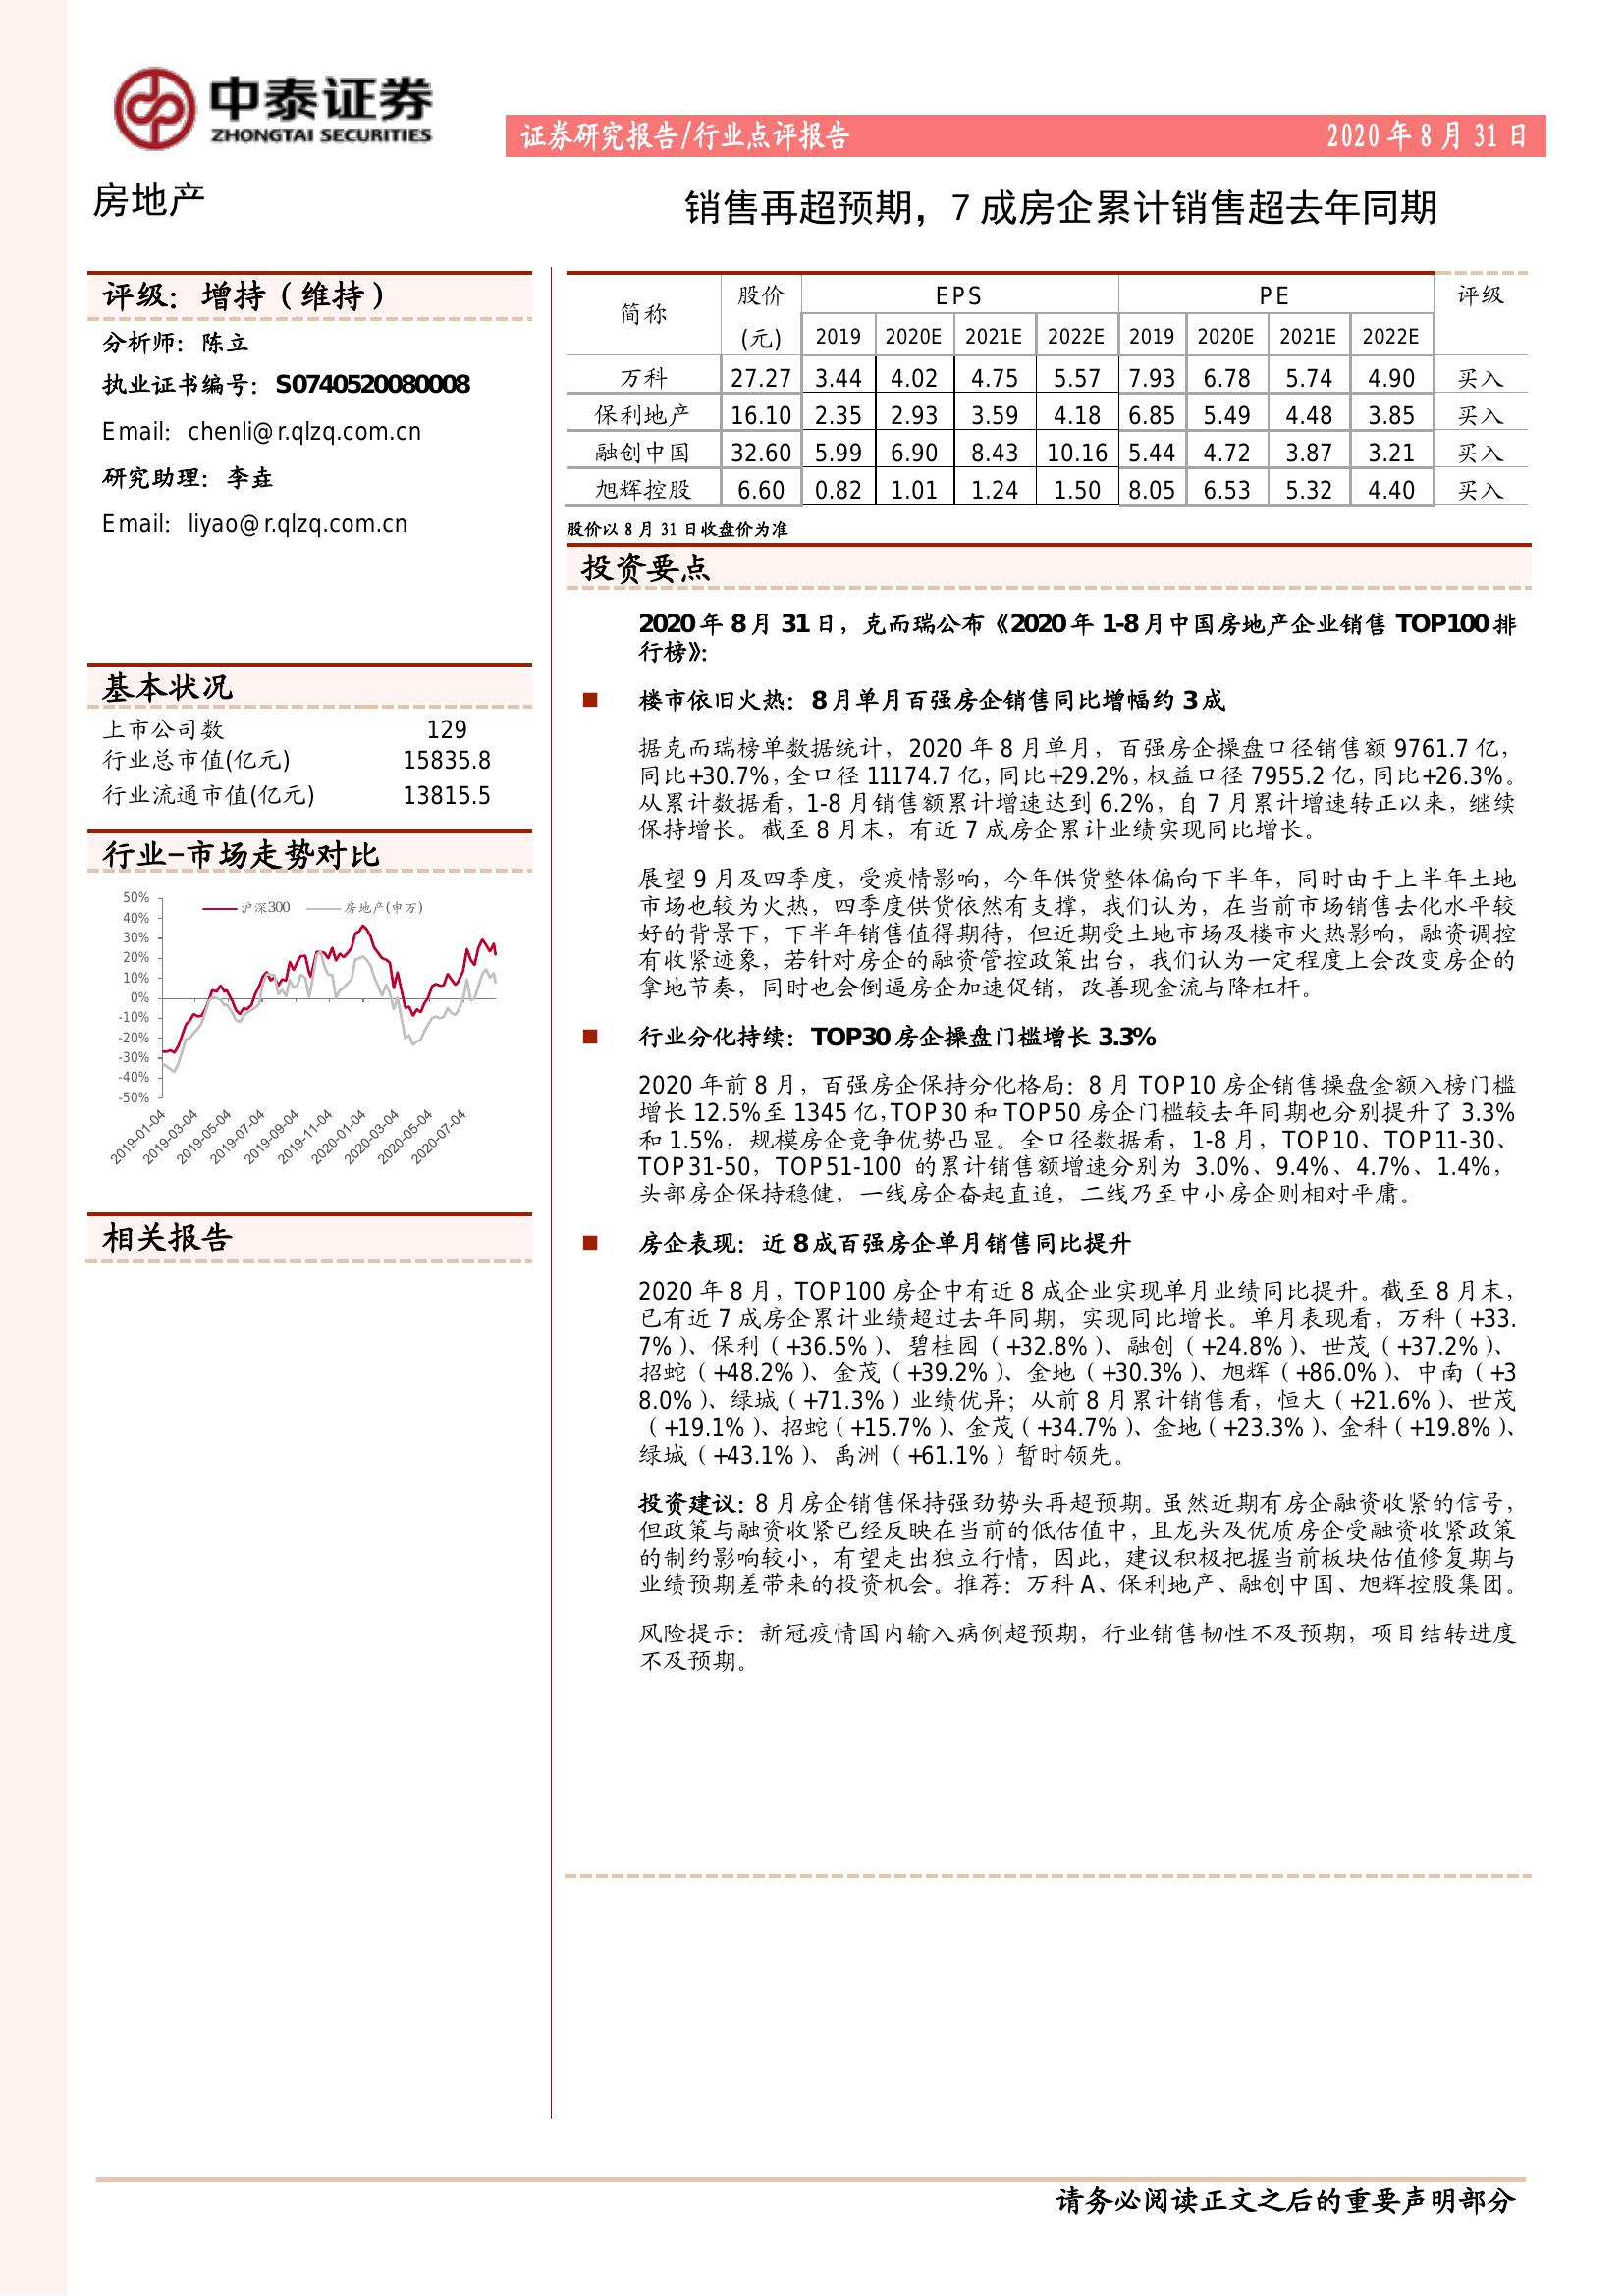 中泰证券
ZHONGTAI SECURITIES
证券研究报告/行业点评报告 2020 年 8 月 31 日
房地产
销售再超预期，7 成房企累计销售超去年同期
评级：增持（维持）
分析师：陈立
执业证书编号：S0740520080008
Email：chenli@r.qlzq.com.cn
研究助理：李垚
Email：liyao@r.qlzq.com.cn
基本状况
上市公司数 129
行业总市值(亿元) 15835.8
行业流通市值(亿元) 13815.5
行业-市场走势对比
沪深300 房地产(申万)
50%
40%
30%
20%
10%
0%
-10%
-20%
-30%
-40%
-50%
2019-01-04 2019-03-04 2019-05-04 2019-07-04 2019-09-04 2019-11-04 2020-01-04 2020-03-04 2020-05-04 2020-07-04
相关报告
简称 股价 (元) EPS PE 评级
2019 2020E 2021E 2022E 2019 2020E 2021E 2022E
万科 27.27 3.44 4.02 4.75 5.57 7.93 6.78 5.74 4.90 买入
保利地产 16.10 2.35 2.93 3.59 4.18 6.85 5.49 4.48 3.85 买入
融创中国 32.60 5.99 6.90 8.43 10.16 5.44 4.72 3.87 3.21 买入
旭辉控股 6.60 0.82 1.01 1.24 1.50 8.05 6.53 5.32 4.40 买入
股价以 8 月 31 日收盘价为准
投资要点
2020 年 8 月 31 日，克而瑞公布《2020 年 1-8 月中国房地产企业销售 TOP100 排
行榜》：
■ 楼市依旧火热：8 月单月百强房企销售同比增幅约 3 成
据克而瑞榜单数据统计，2020 年 8 月单月，百强房企操盘口径销售额 9761.7 亿，
同比+30.7%，全口径 11174.7 亿，同比+29.2%，权益口径 7955.2 亿，同比+26.3%。
从累计数据看，1-8 月销售额累计增速达到 6.2%，自 7 月累计增速转正以来，继续
保持增长。截至 8 月末，有近 7 成房企累计业绩实现同比增长。
展望 9 月及四季度，受疫情影响，今年供货整体偏向下半年，同时由于上半年土地
市场也较为火热，四季度供货依然有支撑，我们认为，在当前市场销售去化水平较
好的背景下，下半年销售值得期待，但近期受土地市场及楼市火热影响，融资调控
有收紧迹象，若针对房企的融资管控政策出台，我们认为一定程度上会改变房企的
拿地节奏，同时也会倒逼房企加速促销，改善现金流与降杠杆。
■ 行业分化持续：TOP30 房企操盘门槛增长 3.3%
2020 年前 8 月，百强房企保持分化格局：8 月 TOP10 房企销售操盘金额入榜门槛
增长 12.5%至 1345 亿，TOP30 和 TOP50 房企门槛较去年同期也分别提升了 3.3%
和 1.5%，规模房企竞争优势凸显。全口径数据看，1-8 月，TOP10、TOP11-30、
TOP31-50，TOP51-100 的累计销售额增速分别为 3.0%、9.4%、4.7%、1.4%，
头部房企保持稳健，一线房企奋起直追，二线乃至中小房企则相对平庸。
■ 房企表现：近 8 成百强房企单月销售同比提升
2020 年 8 月，TOP100 房企中有近 8 成企业实现单月业绩同比提升。截至 8 月末，
已有近 7 成房企累计业绩超过去年同期，实现同比增长。单月表现看，万科（+33.
7%）、保利（+36.5%）、碧桂园（+32.8%）、融创（+24.8%）、世茂（+37.2%）、
招蛇（+48.2%）、金茂（+39.2%）、金地（+30.3%）、旭辉（+86.0%）、中南（+3
8.0%）、绿城（+71.3%）业绩优异；从前 8 月累计销售看，恒大（+21.6%）、世茂
（+19.1%）、招蛇（+15.7%）、金茂（+34.7%）、金地（+23.3%）、金科（+19.8%）、
绿城（+43.1%）、禹洲（+61.1%）暂时领先。
投资建议：8 月房企销售保持强劲势头再超预期。虽然近期有房企融资收紧的信号，
但政策与融资收紧已经反映在当前的低估值中，且龙头及优质房企受融资收紧政策
的制约影响较小，有望走出独立行情，因此，建议积极把握当前板块估值修复期与
业绩预期差带来的投资机会。推荐：万科 A、保利地产、融创中国、旭辉控股集团。
风险提示：新冠疫情国内输入病例超预期，行业销售韧性不及预期，项目结转进度
不及预期。
请务必阅读正文之后的重要声明部分